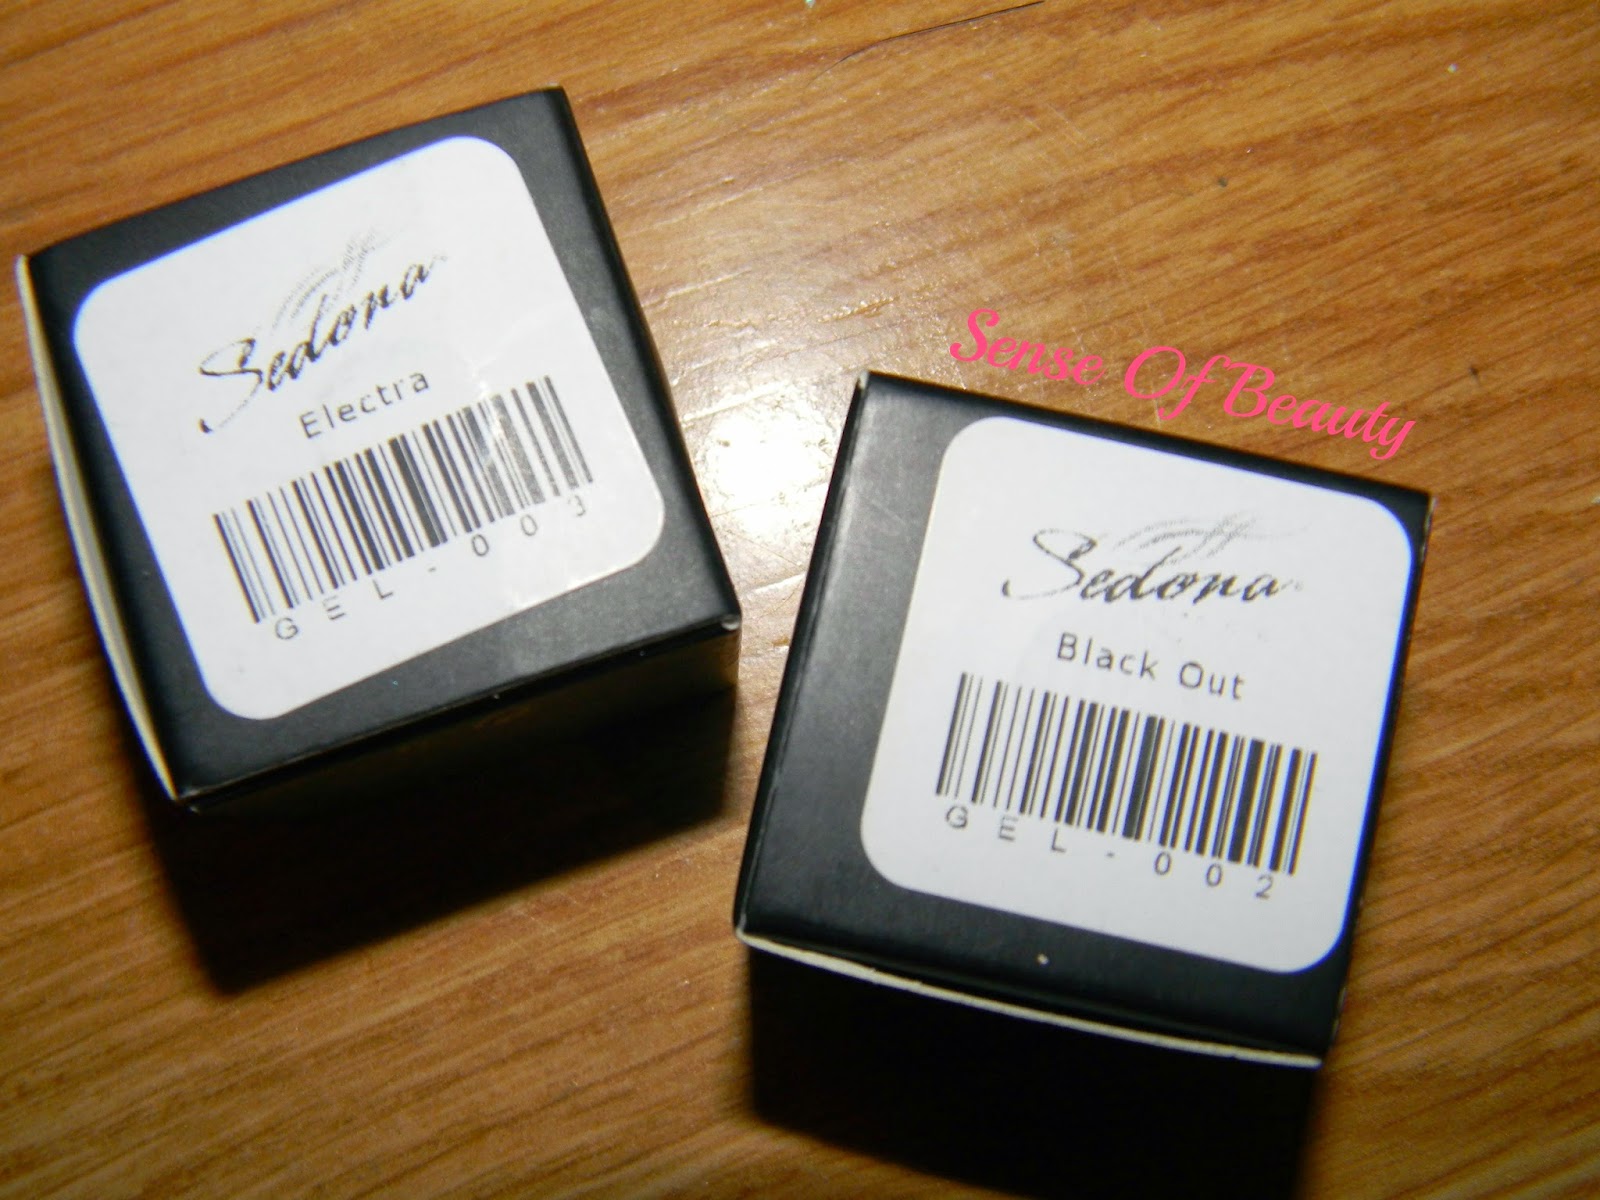 Sedona
Electra
GEL-003
Sense Of Beauty
Sedona
Black Out
GEL-002